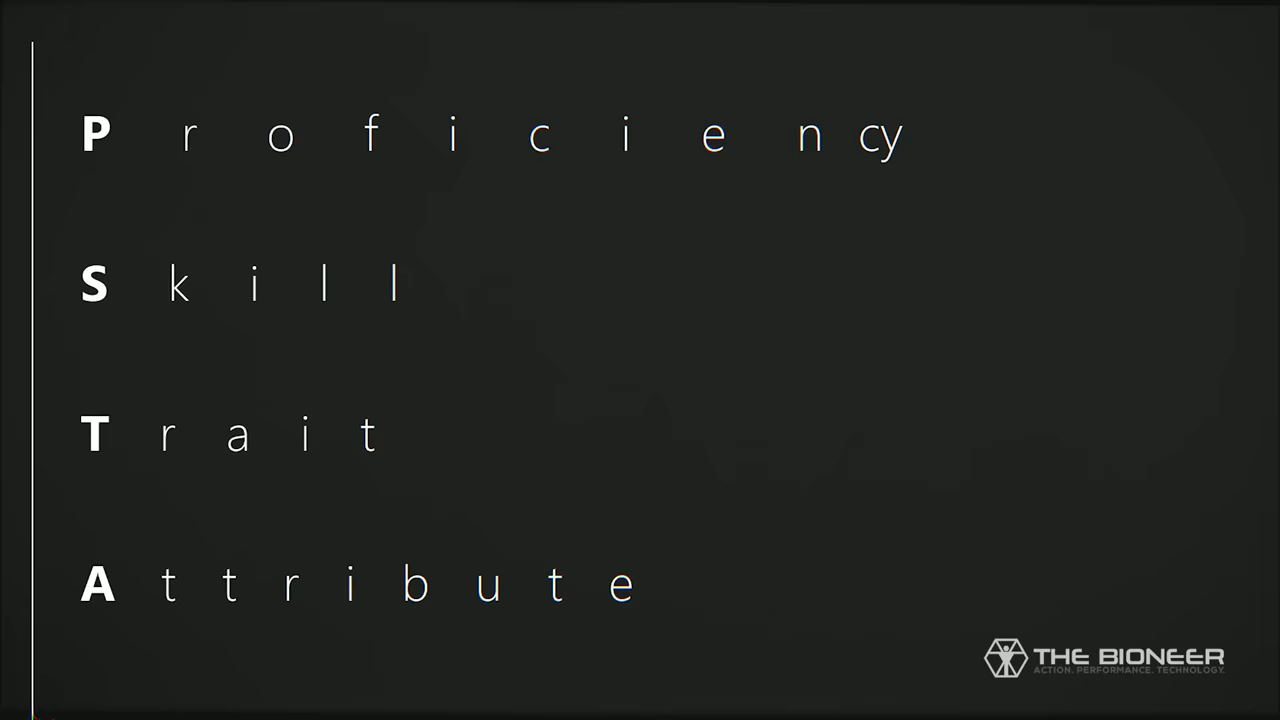 Proficiency
Skill
Trait
Attribute
THE BIONEER
ACTION. PERFORMANCE. TECHNOLOGY.